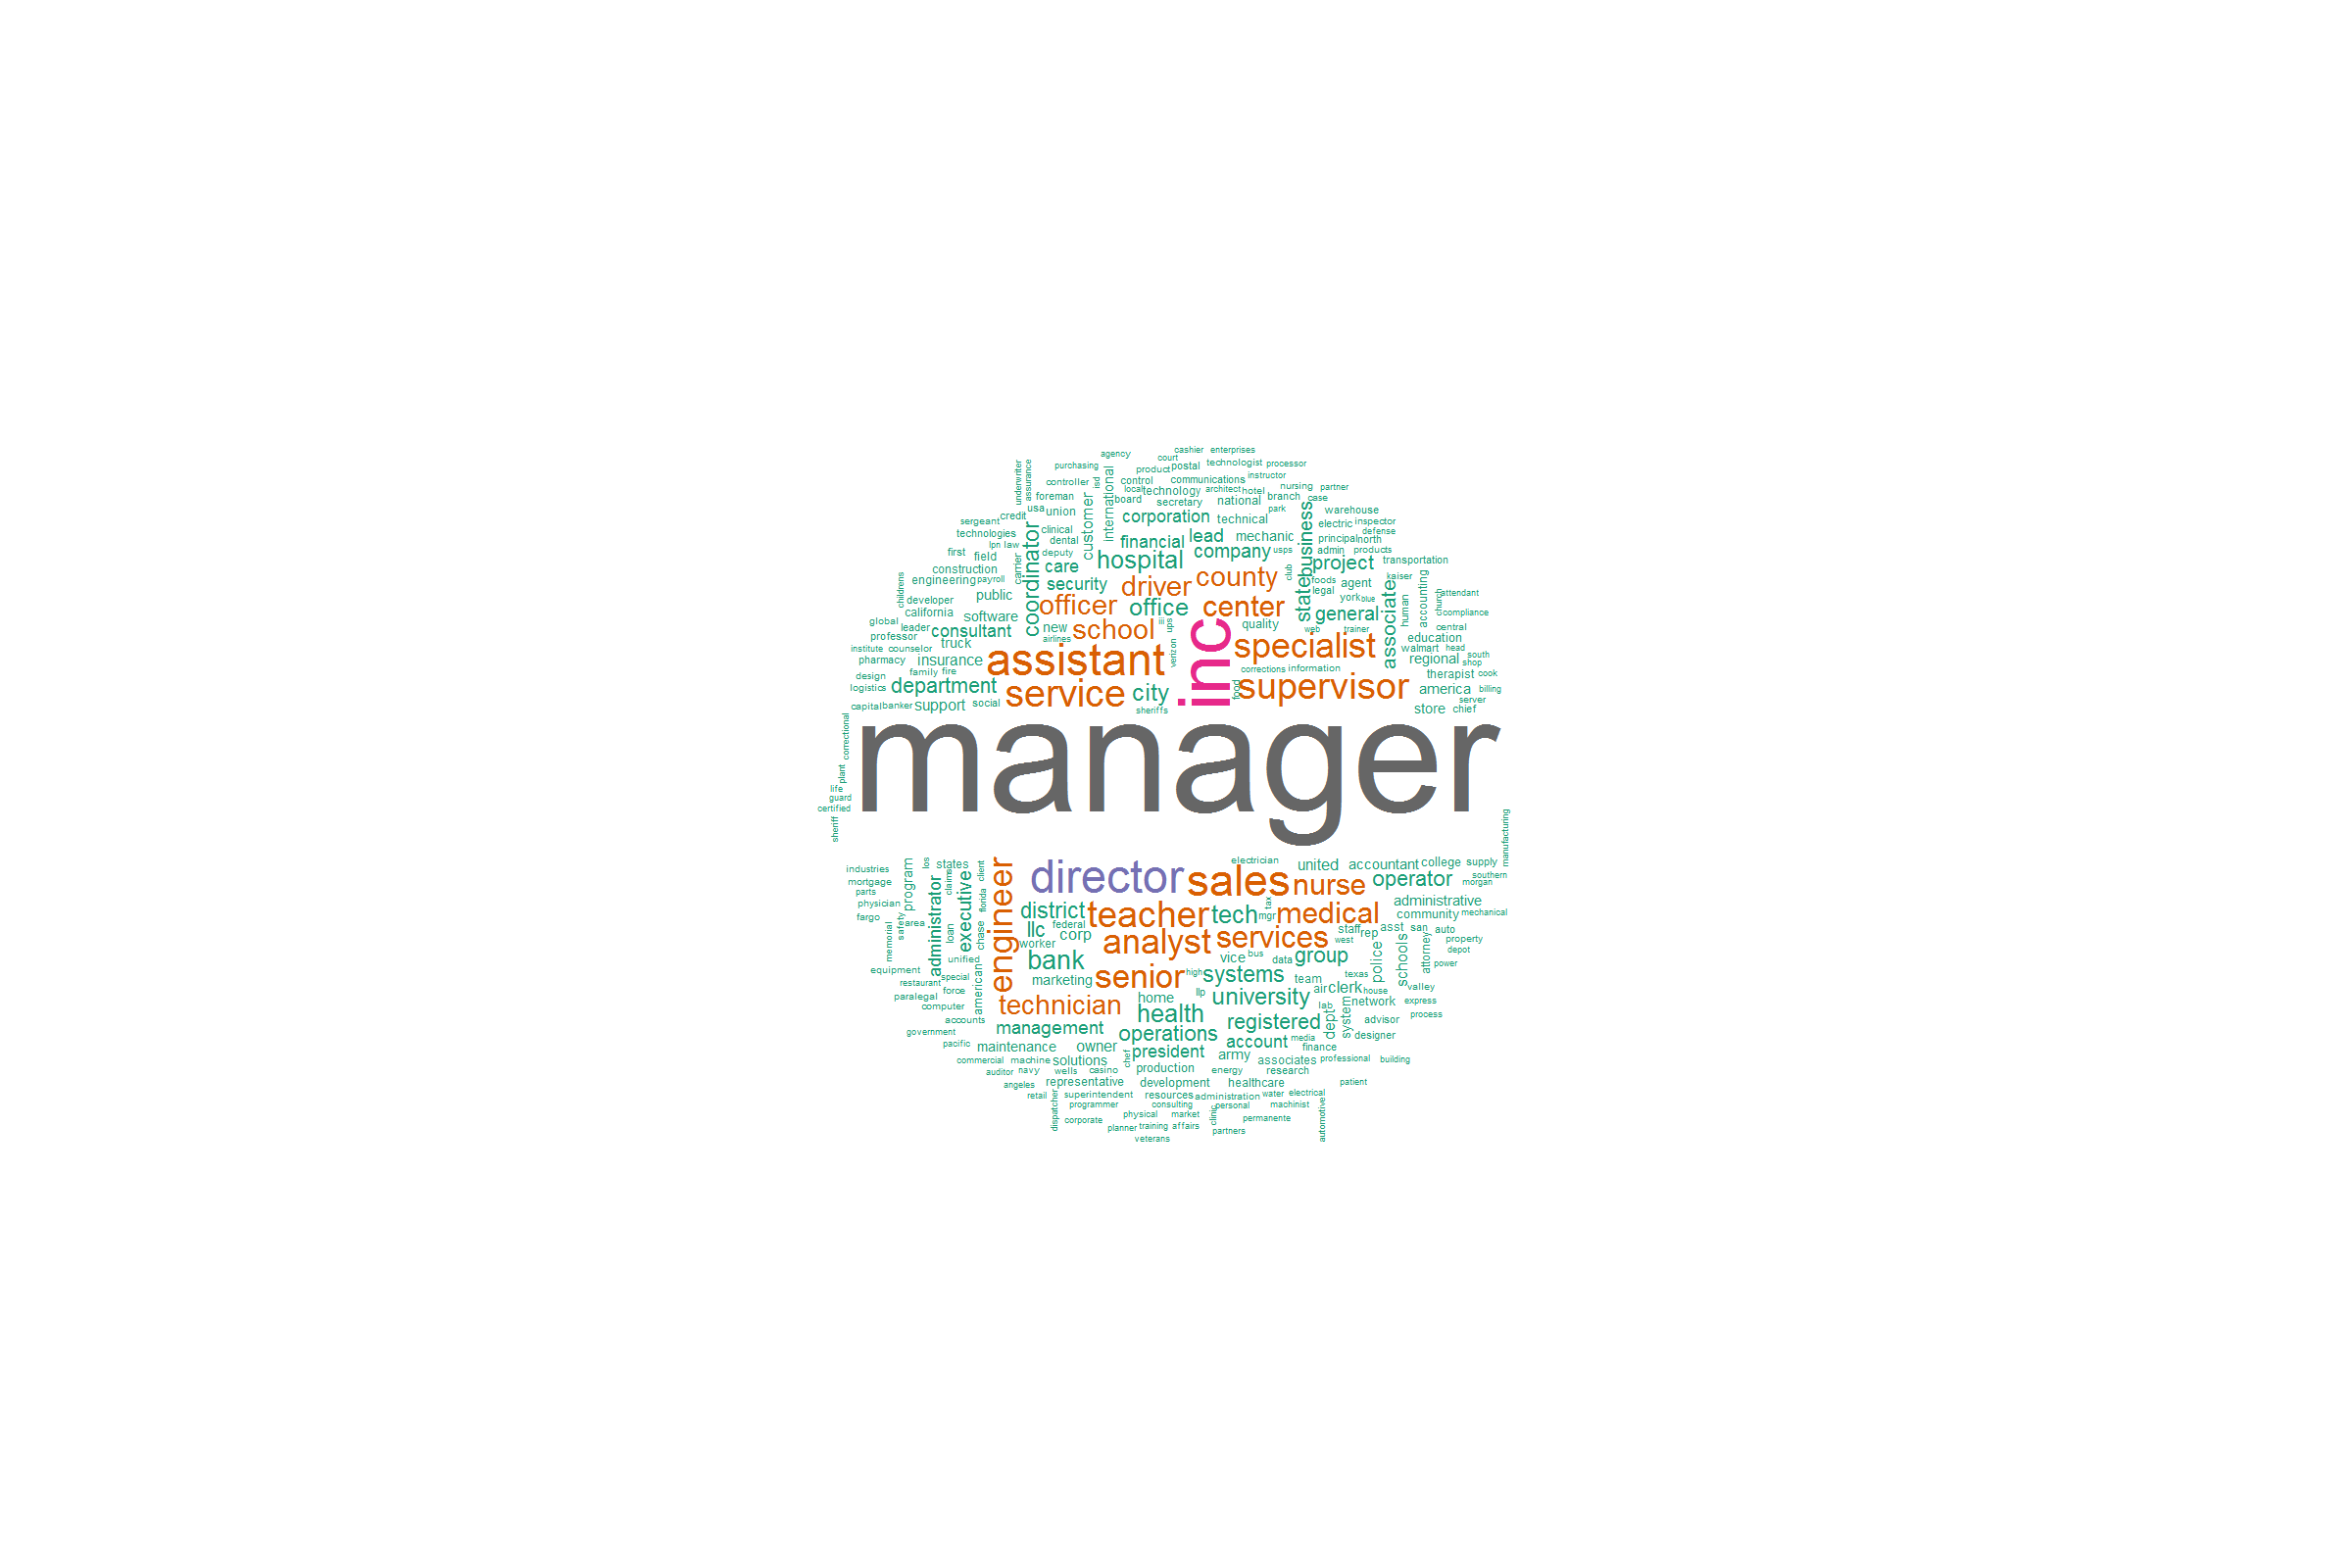 cashier enterprises
agency court
purchasing product postal technologist processor
underwriter assurance controller isd international control communications instructor
foreman local technology architect hotel nursing partner
board secretary national branch case
usa union customer park warehouse
sergeant credit corporation technical business electric inspector
technologies clinical coordinator financial lead mechanic defense
lpn law dental principal north
first field deputy hospital company usps admin products
construction carrier care project transportation
engineering payroll security driver county club foods agent kaiser
childrens developer public officer office center state legal york blue associate human accounting church attendant
california software general compliance
global leader consultant new school iii ups inc quality web trainer central
professor truck airlines education
institute counselor verizon specialist walmart head south
pharmacy insurance assistant regional shop
family fire corrections information therapist cook
design department service city food supervisor america billing
logistics server
capital banker support social sheriffs store chief
correctional
manager
plant
life
guard
certified
sheriff manufacturing
industries los states client electrician united accountant college supply
mortgage program claims director sales nurse operator southern
parts morgan
physician administrator executive florida tax administrative
fargo safety area district teacher tech mgr medical community mechanical
memorial loan chase llc federal staff rep asst san auto
engineer worker corp analyst services west police schools attorney property
unified vice bus depot
equipment bank data group power
special american marketing senior high systems team texas
restaurant air clerk house valley
paralegal force home llp university system network express
computer technician health lab process
accounts registered dept advisor
government management operations account media designer
pacific maintenance owner president army finance
commercial machine solutions chef associates professional building
auditor navy wells casino production energy research
angeles representative development healthcare patient
retail superintendent resources administration water electrical
dispatcher programmer consulting personal machinist automotive
corporate physical market clinic permanente
planner training affairs partners
veterans